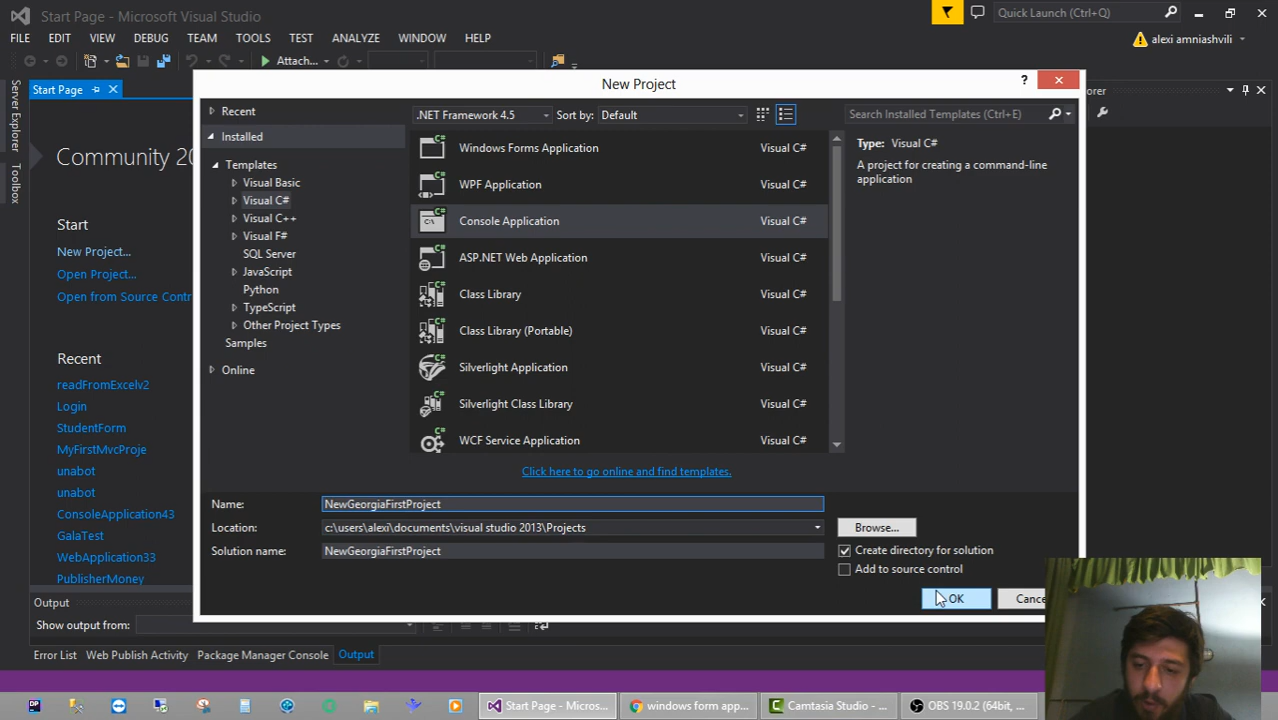 Start Page - Microsoft Visual Studio
Quick Launch (Ctrl+Q)
FILE EDIT VIEW DEBUG TEAM TOOLS TEST ANALYZE WINDOW HELP
alexi amniashvili
Attach...
Server Explorer
Toolbox
Start Page
Community 20
Start
New Project...
Open Project...
Open from Source Contr
Recent
readFromExcelv2
Login
StudentForm
MyFirstMvcProje
unabot
unabot
ConsoleApplication43
GalaTest
WebApplication33
PublisherMoney
New Project
?
orer
Recent
Installed
Templates
Visual Basic
Visual C#
Visual C++
Visual F#
SQL Server
JavaScript
Python
TypeScript
Other Project Types
Samples
Online
.NET Framework 4.5
Sort by: Default
Search Installed Templates (Ctrl+E)
Windows Forms Application Visual C#
WPF Application Visual C#
Console Application Visual C#
ASP.NET Web Application Visual C#
Class Library Visual C#
Class Library (Portable) Visual C#
Silverlight Application Visual C#
Silverlight Class Library Visual C#
WCF Service Application Visual C#
Click here to go online and find templates.
Type: Visual C#
A project for creating a command-line
application
Name: NewGeorgiaFirstProject
Location: c:\users\alexi\documents\visual studio 2013\Projects
Browse...
Solution name: NewGeorgiaFirstProject
Create directory for solution
Add to source control
OK
Cance
Output
Show output from:
Error List Web Publish Activity Package Manager Console Output
DP
Start Page - Micros...
windows form app...
Camtasia Studio - ...
OBS 19.0.2 (64bit, ...